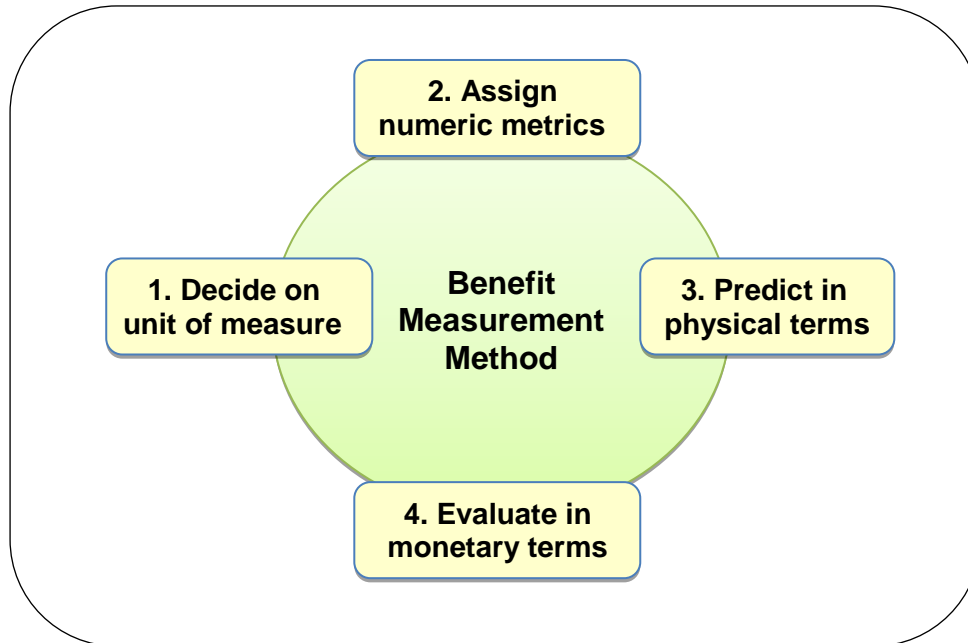 2. Assign
numeric metrics
1. Decide on
unit of measure
Benefit
Measurement
Method
3. Predict in
physical terms
4. Evaluate in
monetary terms